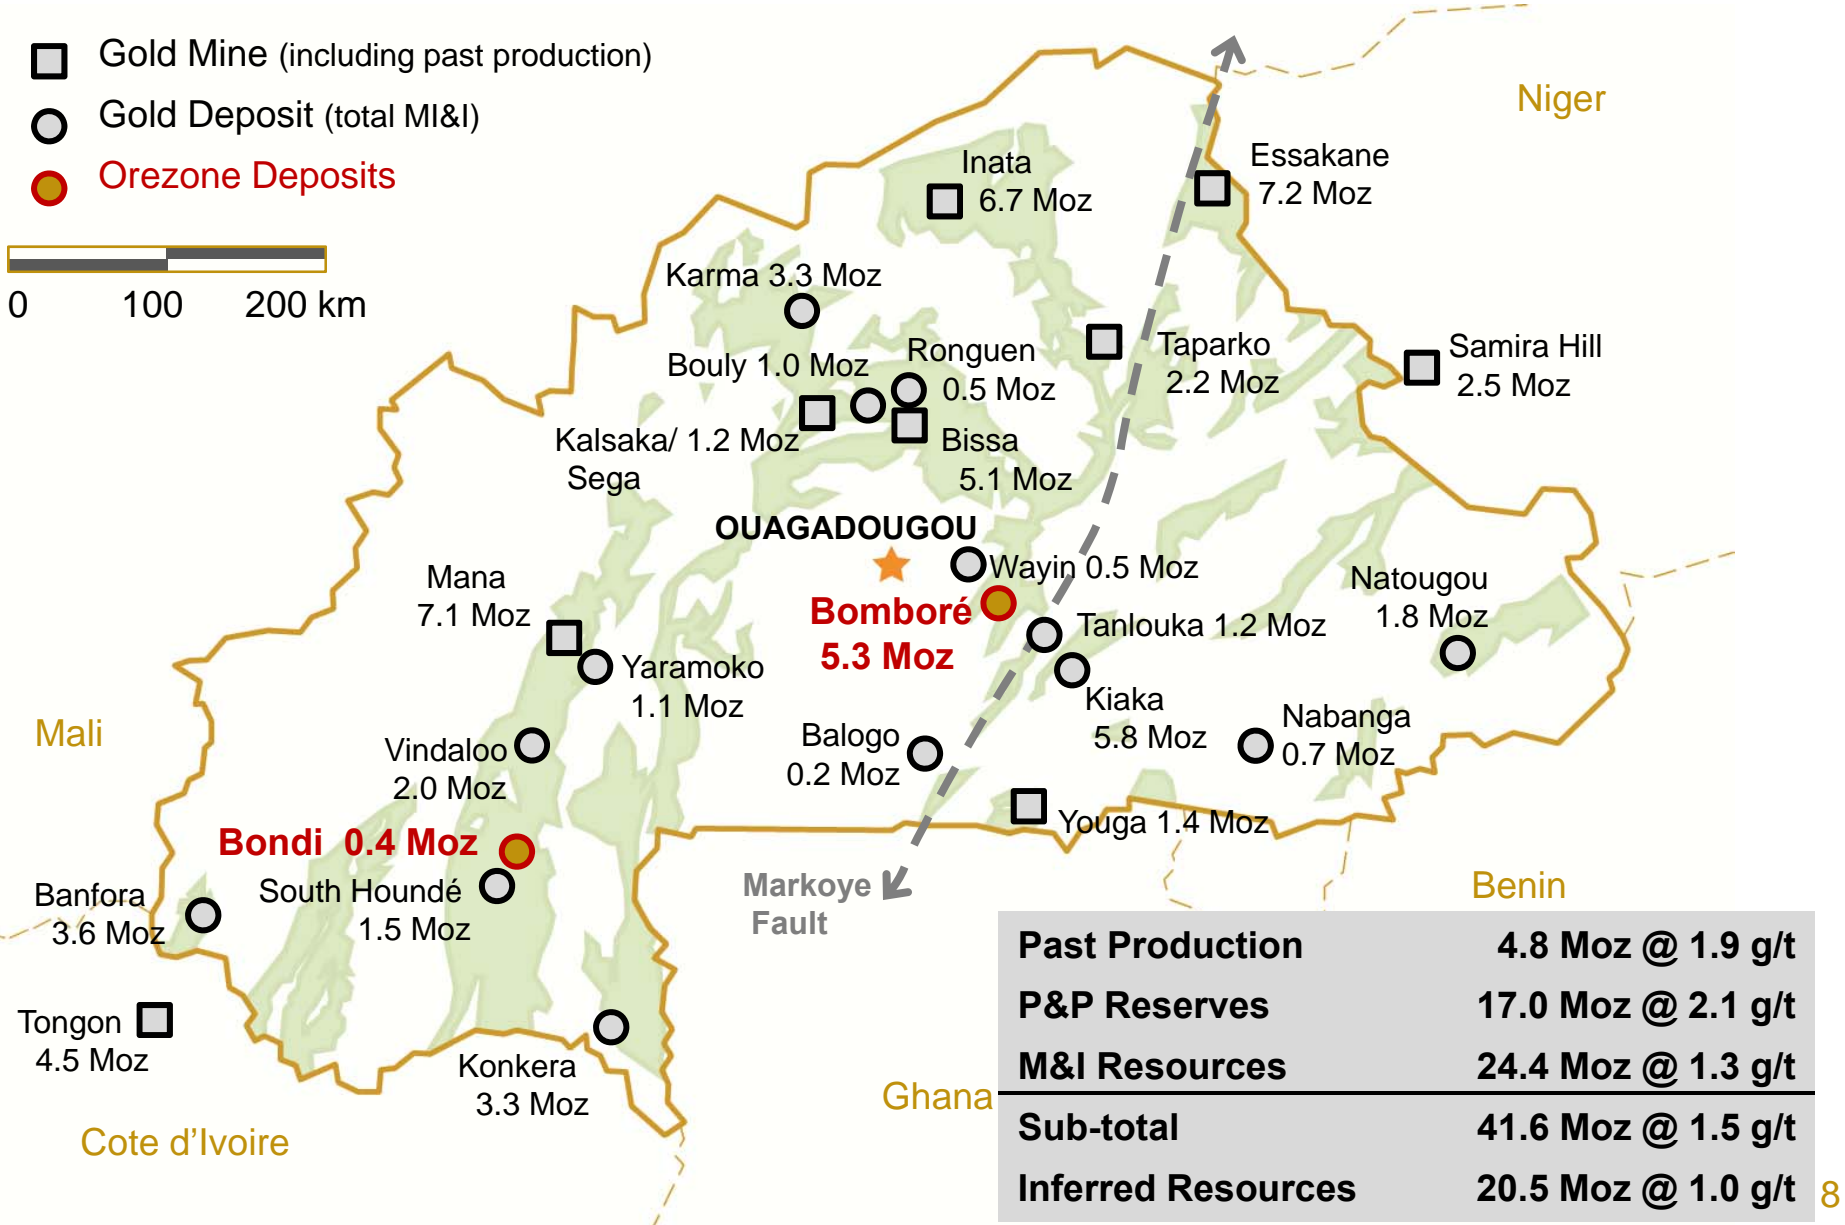 Gold Mine (including past production)
Gold Deposit (total MI&I)
Orezone Deposits
0 100 200 km
Niger
Inata
6.7 Moz
Essakane
7.2 Moz
Karma 3.3 Moz
Bouly 1.0 Moz
Ronguen
0.5 Moz
Taparko
2.2 Moz
Samira Hill
2.5 Moz
Kalsaka/ 1.2 Moz
Sega
Bissa
5.1 Moz
OUAGADOUGOU
Wayin 0.5 Moz
Mana
7.1 Moz
Bomboré
5.3 Moz
Natougou
1.8 Moz
Tanlouka 1.2 Moz
Yaramoko
1.1 Moz
Kiaka
5.8 Moz
Mali
Vindaloo
2.0 Moz
Balogo
0.2 Moz
Nabanga
0.7 Moz
Youga 1.4 Moz
Bondi 0.4 Moz
Banfora
3.6 Moz
South Houndé
1.5 Moz
Markoye
Fault
Benin
Tongon
4.5 Moz
Konkera
3.3 Moz
Ghana
Cote d’Ivoire
Past Production 4.8 Moz @ 1.9 g/t
P&P Reserves 17.0 Moz @ 2.1 g/t
M&I Resources 24.4 Moz @ 1.3 g/t
Sub-total 41.6 Moz @ 1.5 g/t
Inferred Resources 20.5 Moz @ 1.0 g/t
8